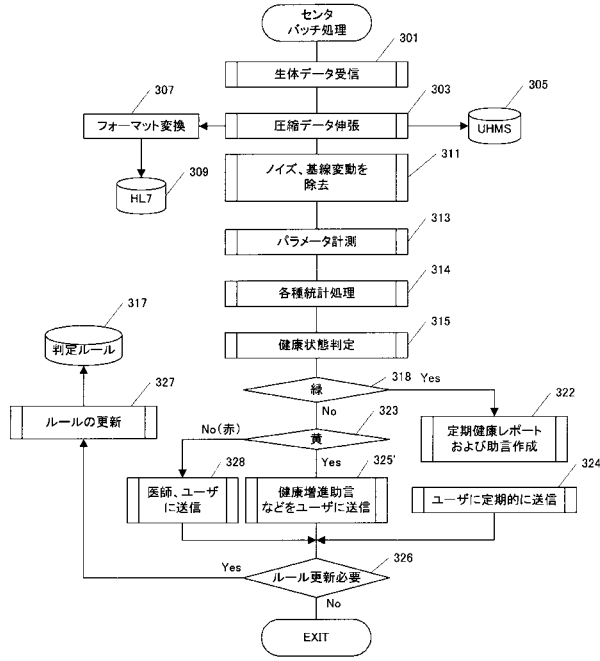 センタ
バッチ処理
301
生体データ受信
307
303
305
フォーマット変換
圧縮データ伸張
UHMS
311
ノイズ、基線変動を
除去
309
HL7
313
パラメータ計測
314
各種統計処理
317
315
判定ルール
健康状態判定
318
緑
Yes
327
No
322
323
ルールの更新
No(赤)
黄
定期健康レポート
および助言作成
328
Yes
325'
324
医師、ユーザ
に送信
健康増進助言
などをユーザに送信
ユーザに定期的に送信
326
Yes
ルール更新必要
No
EXIT